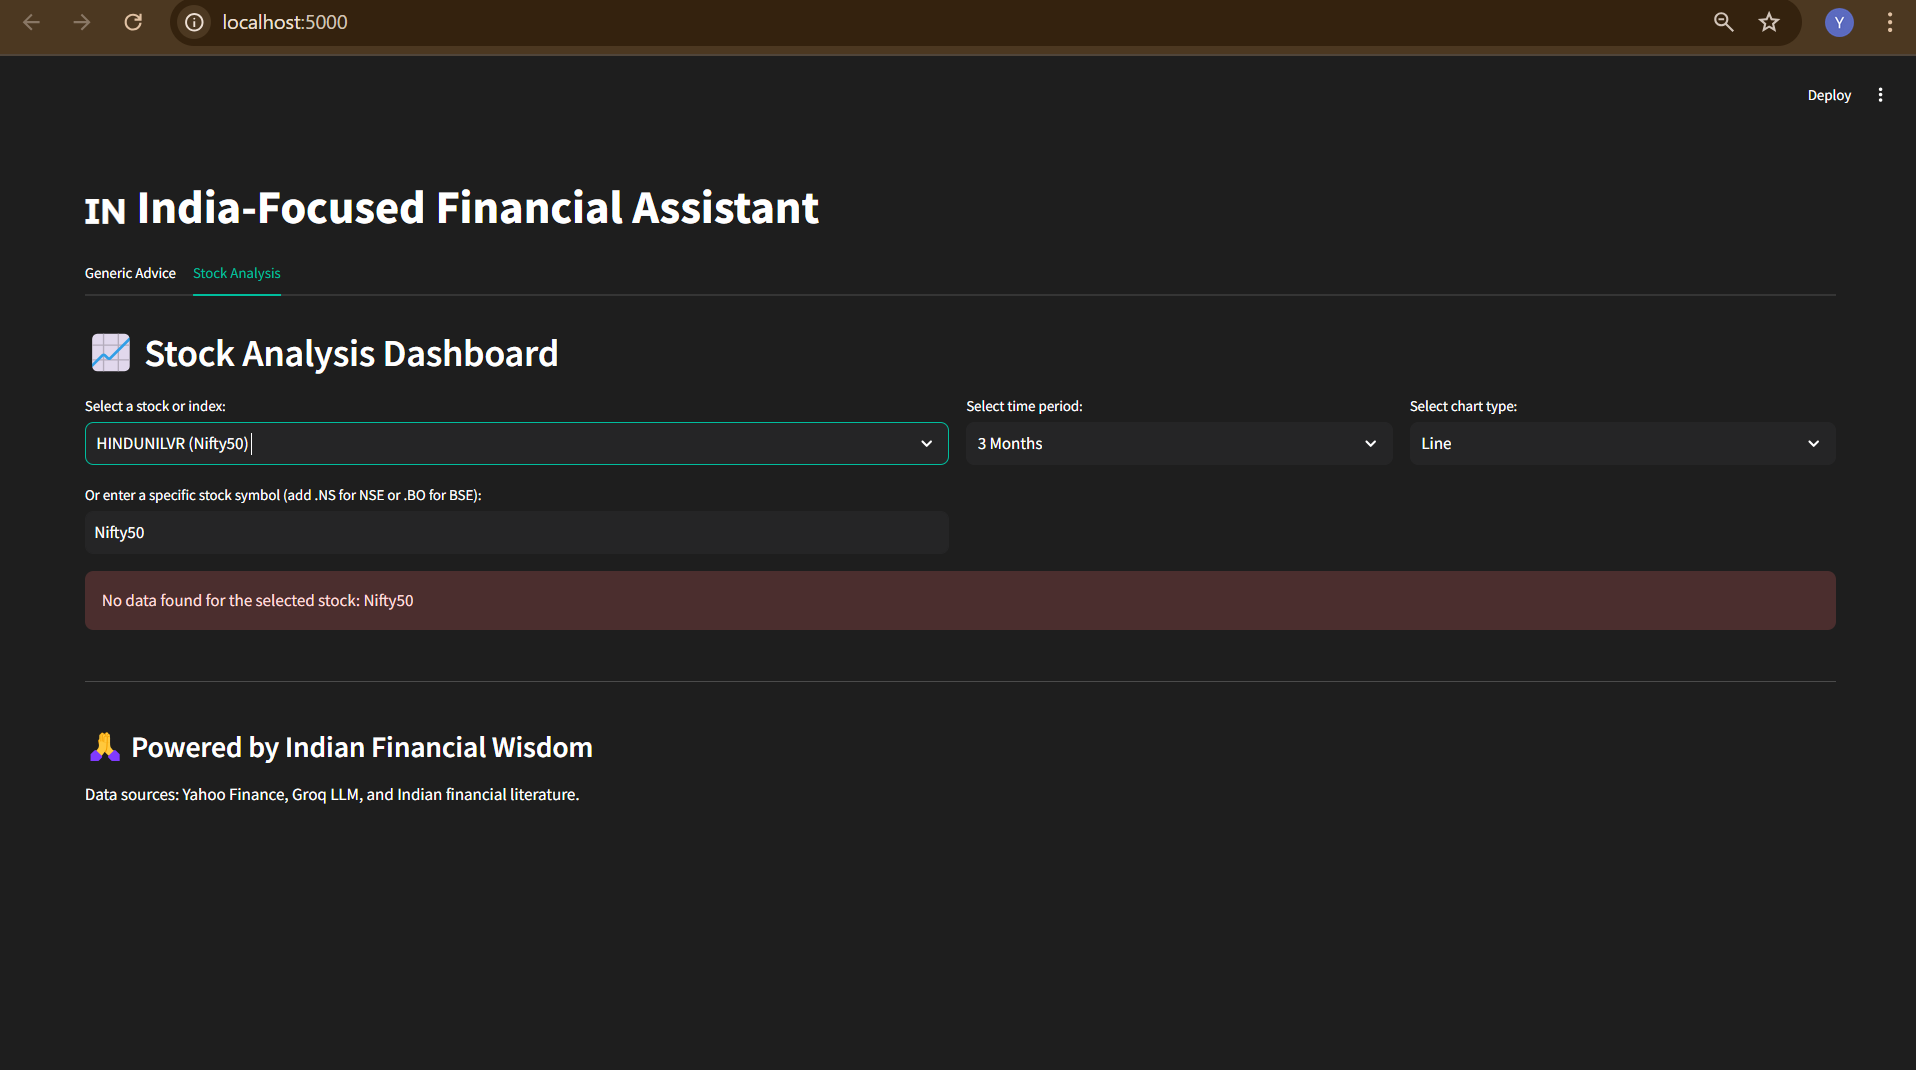 localhost:5000
Y
Deploy
IN India-Focused Financial Assistant
Generic Advice Stock Analysis
Stock Analysis Dashboard
Select a stock or index:
HINDUNILVR (Nifty50)
Select time period:
3 Months
Select chart type:
Line
Or enter a specific stock symbol (add .NS for NSE or .BO for BSE):
Nifty50
No data found for the selected stock: Nifty50
Powered by Indian Financial Wisdom
Data sources: Yahoo Finance, Groq LLM, and Indian financial literature.